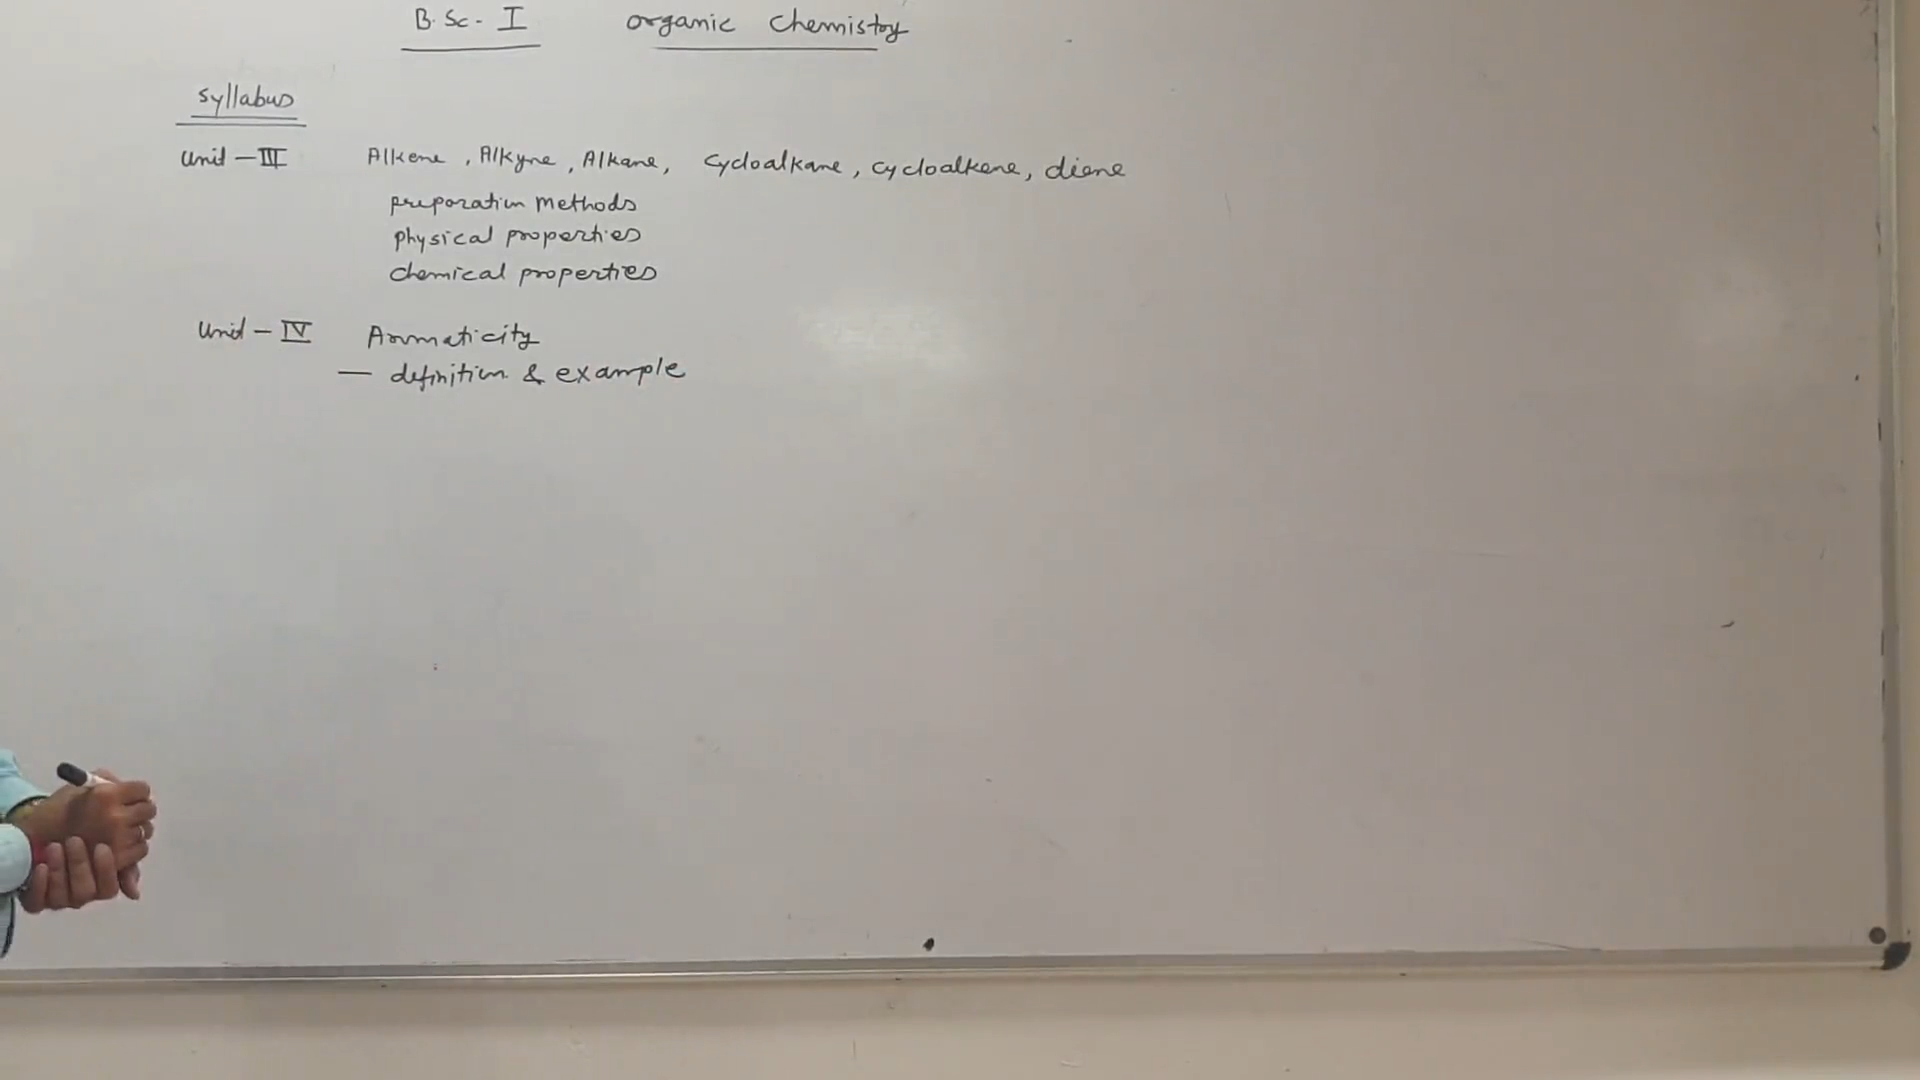 B.Sc. I organic chemistry
syllabus
Unit - III Alkene, Alkyne, Alkane, cycloalkane, cycloalkene, diene
preparation methods
physical properties
chemical properties
Unit - IV Aromaticity
— definition & example